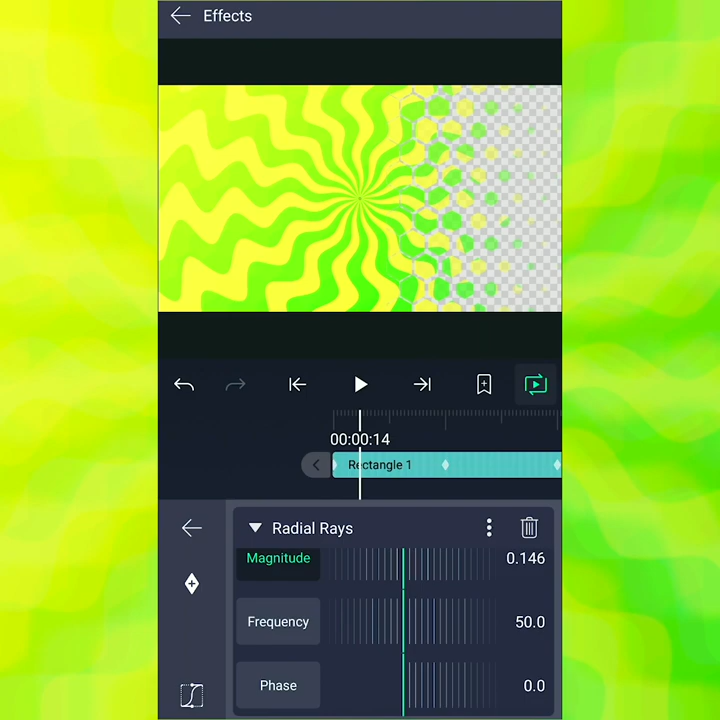 Effects
00:00:14
Rectangle 1
Radial Rays
Magnitude 0.146
Frequency 50.0
Phase 0.0